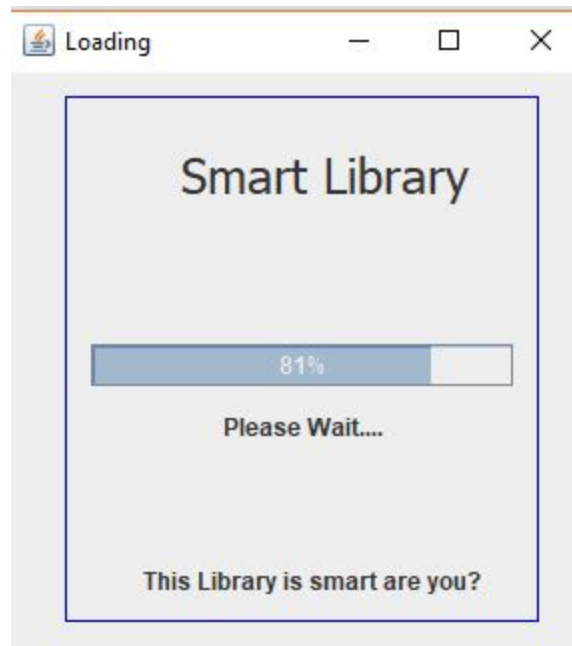 Loading
Smart Library
81%
Please Wait....
This Library is smart are you?